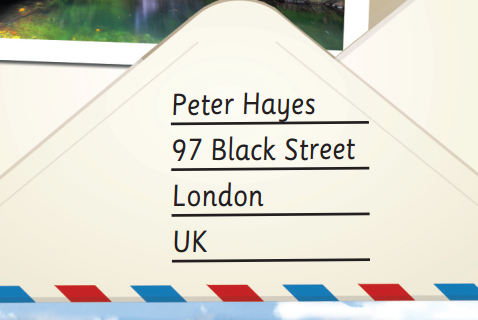 Peter Hayes
97 Black Street
London
UK